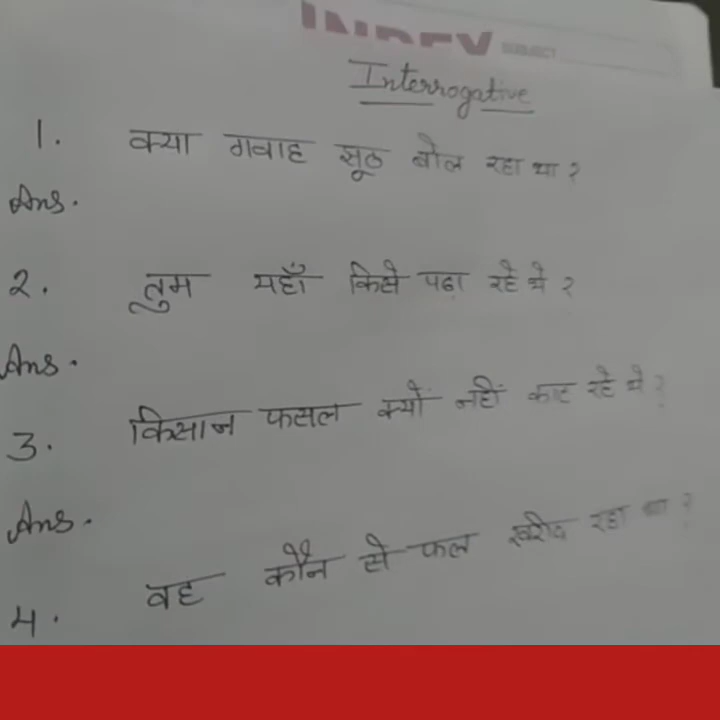 INDEX
Interrogative
1. क्या गवाह झूठ बोल रहा था ?
Ans.
2. तुम यहाँ किसे पढ़ा रहे थे ?
Ans.
3. किसान फसल क्यों नहीं काट रहे थे ?
Ans.
4. वह कौन से फल खरीद रहा था ?